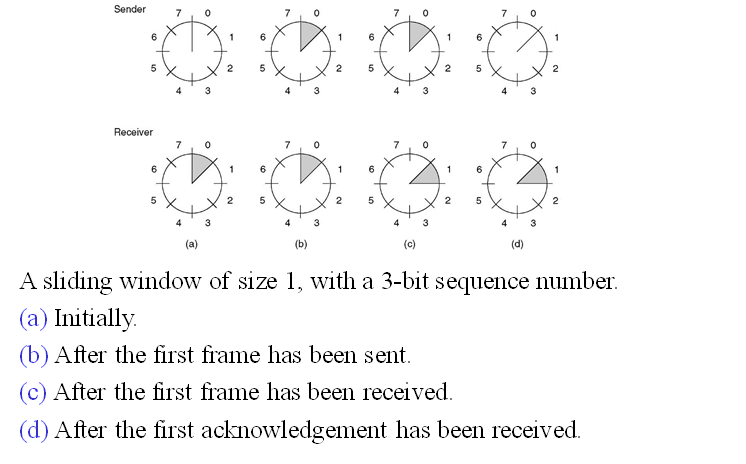 Sender
7 0 7 0 7 0 7 0
6 1 6 1 6 1 6 1
5 2 5 2 5 2 5 2
4 3 4 3 4 3 4 3
Receiver
7 0 7 0 7 0 7 0
6 1 6 1 6 1 6 1
5 2 5 2 5 2 5 2
4 3 4 3 4 3 4 3
(a) (b) (c) (d)
A sliding window of size 1, with a 3-bit sequence number.
(a) Initially.
(b) After the first frame has been sent.
(c) After the first frame has been received.
(d) After the first acknowledgement has been received.